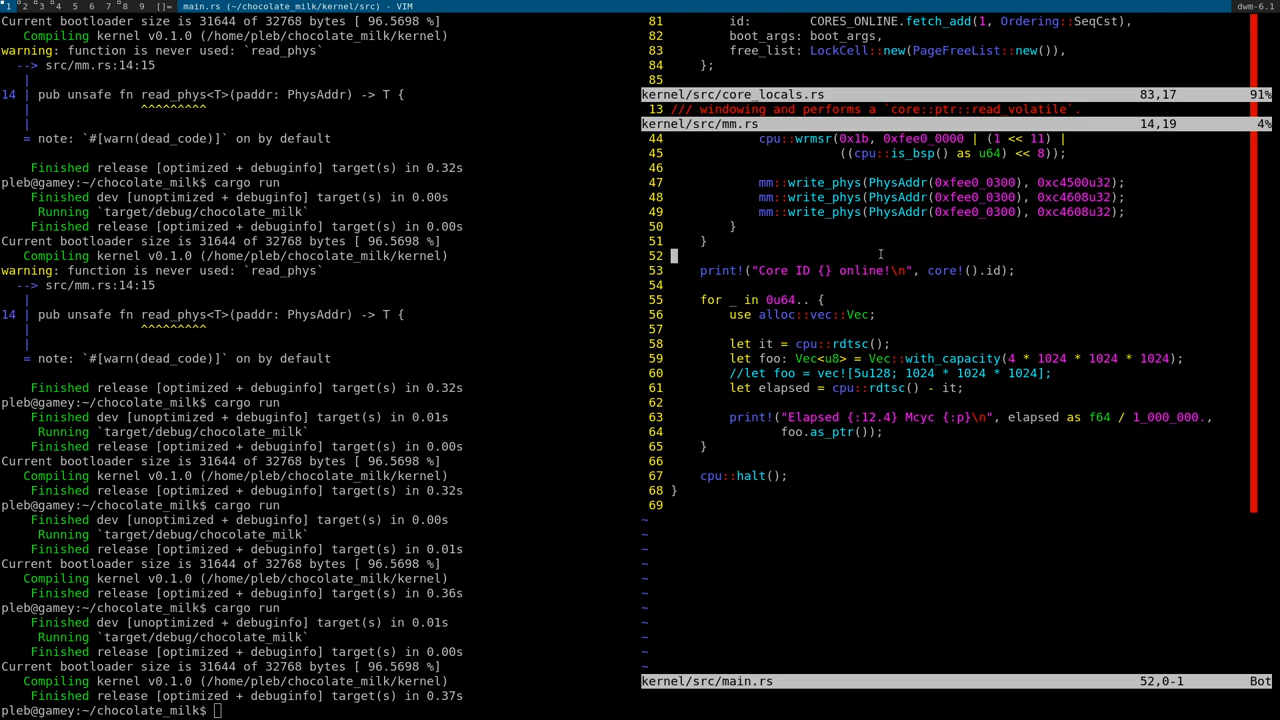 1 2 3 4 5 6 7 8 9 []= main.rs (~/chocolate_milk/kernel/src) - VIM dwm-6.1
Current bootloader size is 31644 of 32768 bytes [ 96.5698 %]
Compiling kernel v0.1.0 (/home/pleb/chocolate_milk/kernel)
warning: function is never used: `read_phys`
--> src/mm.rs:14:15
|
14 | pub unsafe fn read_phys<T>(paddr: PhysAddr) -> T {
| ^^^^^^^^^
|
= note: `#[warn(dead_code)]` on by default
Finished release [optimized + debuginfo] target(s) in 0.32s
pleb@gamey:~/chocolate_milk$ cargo run
Finished dev [unoptimized + debuginfo] target(s) in 0.00s
Running `target/debug/chocolate_milk`
Finished release [optimized + debuginfo] target(s) in 0.00s
Current bootloader size is 31644 of 32768 bytes [ 96.5698 %]
Compiling kernel v0.1.0 (/home/pleb/chocolate_milk/kernel)
warning: function is never used: `read_phys`
--> src/mm.rs:14:15
|
14 | pub unsafe fn read_phys<T>(paddr: PhysAddr) -> T {
| ^^^^^^^^^
|
= note: `#[warn(dead_code)]` on by default
Finished release [optimized + debuginfo] target(s) in 0.32s
pleb@gamey:~/chocolate_milk$ cargo run
Finished dev [unoptimized + debuginfo] target(s) in 0.01s
Running `target/debug/chocolate_milk`
Finished release [optimized + debuginfo] target(s) in 0.00s
Current bootloader size is 31644 of 32768 bytes [ 96.5698 %]
Compiling kernel v0.1.0 (/home/pleb/chocolate_milk/kernel)
Finished release [optimized + debuginfo] target(s) in 0.32s
pleb@gamey:~/chocolate_milk$ cargo run
Finished dev [unoptimized + debuginfo] target(s) in 0.00s
Running `target/debug/chocolate_milk`
Finished release [optimized + debuginfo] target(s) in 0.01s
Current bootloader size is 31644 of 32768 bytes [ 96.5698 %]
Compiling kernel v0.1.0 (/home/pleb/chocolate_milk/kernel)
Finished release [optimized + debuginfo] target(s) in 0.36s
pleb@gamey:~/chocolate_milk$ cargo run
Finished dev [unoptimized + debuginfo] target(s) in 0.01s
Running `target/debug/chocolate_milk`
Finished release [optimized + debuginfo] target(s) in 0.00s
Current bootloader size is 31644 of 32768 bytes [ 96.5698 %]
Compiling kernel v0.1.0 (/home/pleb/chocolate_milk/kernel)
Finished release [optimized + debuginfo] target(s) in 0.37s
pleb@gamey:~/chocolate_milk$
81 id: CORES_ONLINE.fetch_add(1, Ordering::SeqCst),
82 boot_args: boot_args,
83 free_list: LockCell::new(PageFreeList::new()),
84 };
85
kernel/src/core_locals.rs 83,17 91%
13 /// windowing and performs a `core::ptr::read_volatile`.
kernel/src/mm.rs 14,19 4%
44 cpu::wrmsr(0x1b, 0xfee0_0000 | (1 << 11) |
45 ((cpu::is_bsp() as u64) << 8));
46
47 mm::write_phys(PhysAddr(0xfee0_0300), 0xc4500u32);
48 mm::write_phys(PhysAddr(0xfee0_0300), 0xc4608u32);
49 mm::write_phys(PhysAddr(0xfee0_0300), 0xc4608u32);
50 }
51 }
52
53 print!("Core ID {} online!\n", core!().id);
54
55 for _ in 0u64.. {
56 use alloc::vec::Vec;
57
58 let it = cpu::rdtsc();
59 let foo: Vec<u8> = Vec::with_capacity(4 * 1024 * 1024 * 1024);
60 //let foo = vec![5u128; 1024 * 1024 * 1024];
61 let elapsed = cpu::rdtsc() - it;
62
63 print!("Elapsed {:12.4} Mcyc {:p}\n", elapsed as f64 / 1_000_000.,
64 foo.as_ptr());
65 }
66
67 cpu::halt();
68 }
69
~
~
~
~
~
~
~
~
~
~
~
kernel/src/main.rs 52,0-1 Bot